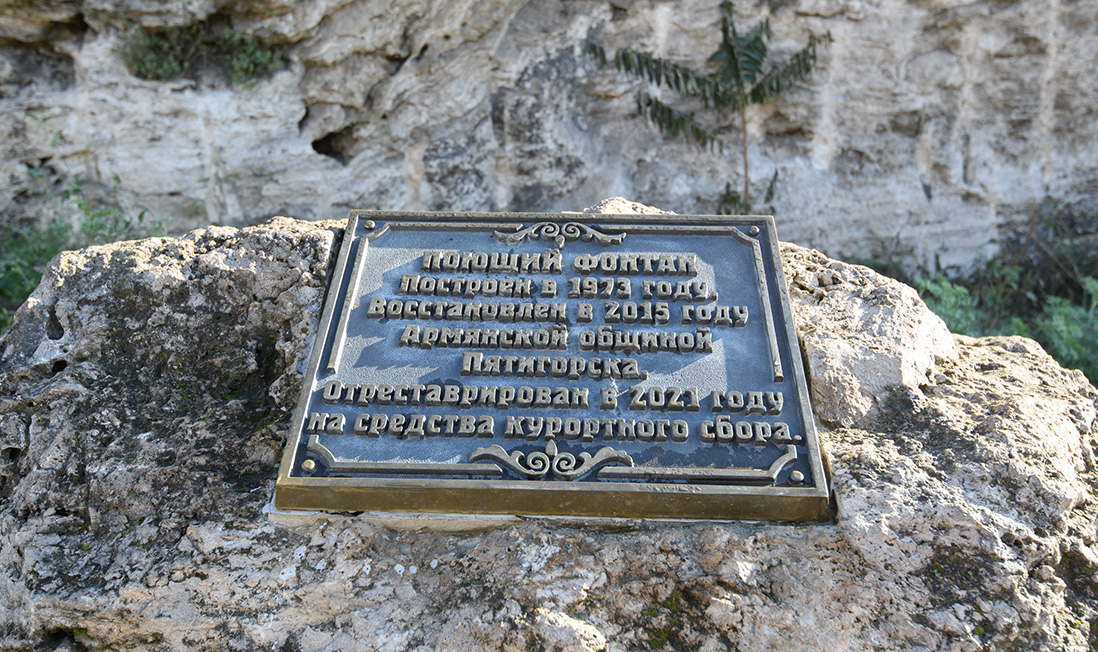 ПОЮЩИЙ ФОНТАН
Построен в 1973 году,
Восстановлен в 2015 году
Армянской общиной
Пятигорска,
Отреставрирован в 2021 году
на средства курортного сбора.